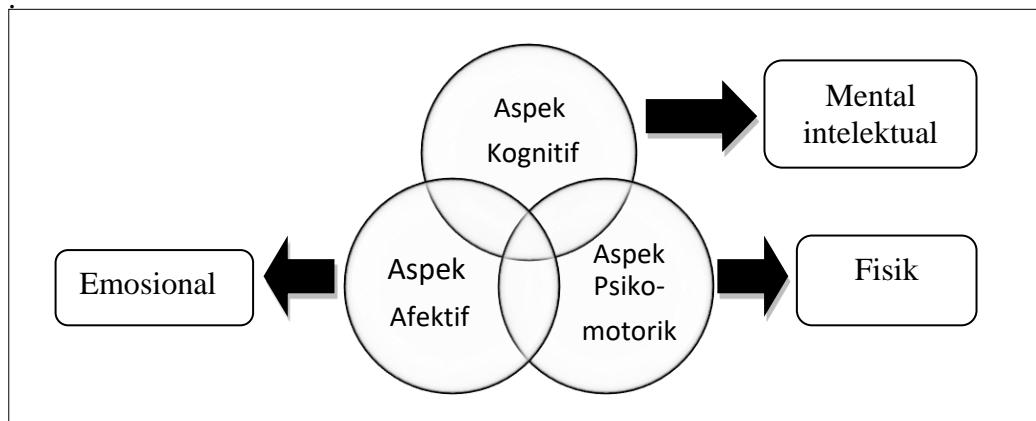 Aspek
Kognitif
Mental
intelektual
Aspek
Afektif
Emosional
Aspek
Psiko-
motorik
Fisik